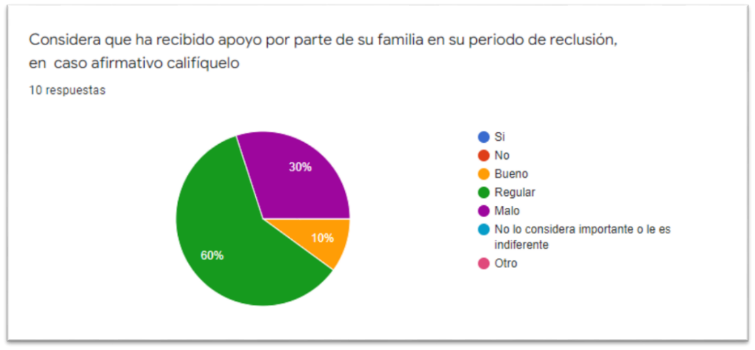 Considera que ha recibido apoyo por parte de su familia en su periodo de reclusión,
en caso afirmativo califíquelo
10 respuestas
30%
10%
60%
Si
No
Bueno
Regular
Malo
No lo considera importante o le es
indiferente
Otro